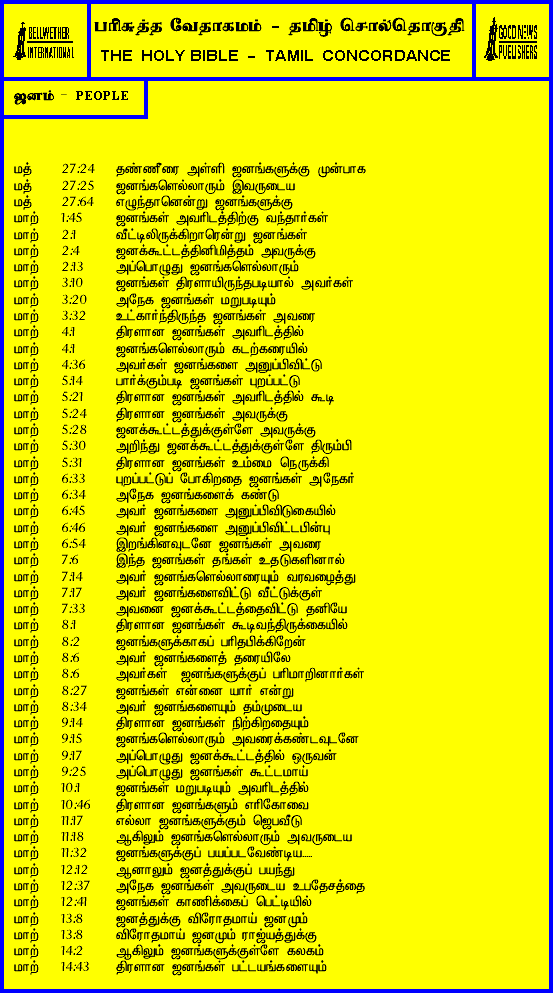 BELLWETHER
INTERNATIONAL
பரிசுத்த வேதாகமம் - தமிழ் சொல்தொகுதி
THE HOLY BIBLE - TAMIL CONCORDANCE
GOOD NEWS
PUBLISHERS
ஜனம் - PEOPLE
மத் 27:24 தண்ணீரை அள்ளி ஜனங்களுக்கு முன்பாக
மத் 27:25 ஜனங்களெல்லாரும் இவருடைய
மத் 27:64 எழுந்தானென்று ஜனங்களுக்கு
மாற் 1:45 ஜனங்கள் அவரிடத்திற்கு வந்தார்கள்
மாற் 2:1 வீட்டிலிருக்கிறாரென்று ஜனங்கள்
மாற் 2:4 ஜனக்கூட்டத்தினிமித்தம் அவருக்கு
மாற் 2:13 அப்பொழுது ஜனங்களெல்லாரும்
மாற் 3:10 ஜனங்கள் திரளாயிருந்தபடியால் அவர்கள்
மாற் 3:20 அநேக ஜனங்கள் மறுபடியும்
மாற் 3:32 உட்கார்ந்திருந்த ஜனங்கள் அவரை
மாற் 4:1 திரளான ஜனங்கள் அவரிடத்தில்
மாற் 4:1 ஜனங்களெல்லாரும் கடற்கரையில்
மாற் 4:36 அவர்கள் ஜனங்களை அனுப்பிவிட்டு
மாற் 5:14 பார்க்கும்படி ஜனங்கள் புறப்பட்டு
மாற் 5:21 திரளான ஜனங்கள் அவரிடத்தில் கூடி
மாற் 5:24 திரளான ஜனங்கள் அவருக்கு
மாற் 5:28 ஜனக்கூட்டத்துக்குள்ளே அவருக்கு
மாற் 5:30 அறிந்து ஜனக்கூட்டத்துக்குள்ளே திரும்பி
மாற் 5:31 திரளான ஜனங்கள் உம்மை நெருக்கி
மாற் 6:33 புறப்பட்டுப் போகிறதை ஜனங்கள் அநேகர்
மாற் 6:34 அநேக ஜனங்களைக் கண்டு
மாற் 6:45 அவர் ஜனங்களை அனுப்பிவிடுகையில்
மாற் 6:46 அவர் ஜனங்களை அனுப்பிவிட்டபின்பு
மாற் 6:54 இறங்கினவுடனே ஜனங்கள் அவரை
மாற் 7:6 இந்த ஜனங்கள் தங்கள் உதடுகளினால்
மாற் 7:14 அவர் ஜனங்களெல்லாரையும் வரவழைத்து
மாற் 7:17 அவர் ஜனங்களைவிட்டு வீட்டுக்குள்
மாற் 7:33 அவனை ஜனக்கூட்டத்தைவிட்டு தனியே
மாற் 8:1 திரளான ஜனங்கள் கூடிவந்திருக்கையில்
மாற் 8:2 ஜனங்களுக்காகப் பரிதபிக்கிறேன்
மாற் 8:6 அவர் ஜனங்களைத் தரையிலே
மாற் 8:6 அவர்கள் ஜனங்களுக்குப் பரிமாறினார்கள்
மாற் 8:27 ஜனங்கள் என்னை யார் என்று
மாற் 8:34 அவர் ஜனங்களையும் தம்முடைய
மாற் 9:14 திரளான ஜனங்கள் நிற்கிறதையும்
மாற் 9:15 ஜனங்களெல்லாரும் அவரைக்கண்டவுடனே
மாற் 9:17 அப்பொழுது ஜனக்கூட்டத்தில் ஒருவன்
மாற் 9:25 அப்பொழுது ஜனங்கள் கூட்டமாய்
மாற் 10:1 ஜனங்கள் மறுபடியும் அவரிடத்தில்
மாற் 10:46 திரளான ஜனங்களும் எரிகோவை
மாற் 11:17 எல்லா ஜனங்களுக்கும் ஜெபவீடு
மாற் 11:18 ஆகிலும் ஜனங்களெல்லாரும் அவருடைய
மாற் 11:32 ஜனங்களுக்குப் பயப்படவேண்டிய....
மாற் 12:12 ஆனாலும் ஜனத்துக்குப் பயந்து
மாற் 12:37 அநேக ஜனங்கள் அவருடைய உபதேசத்தை
மாற் 12:41 ஜனங்கள் காணிக்கைப் பெட்டியில்
மாற் 13:8 ஜனத்துக்கு விரோதமாய் ஜனமும்
மாற் 13:8 விரோதமாய் ஜனமும் ராஜ்யத்துக்கு
மாற் 14:2 ஆகிலும் ஜனங்களுக்குள்ளே கலகம்
மாற் 14:43 திரளான ஜனங்கள் பட்டயங்களையும்